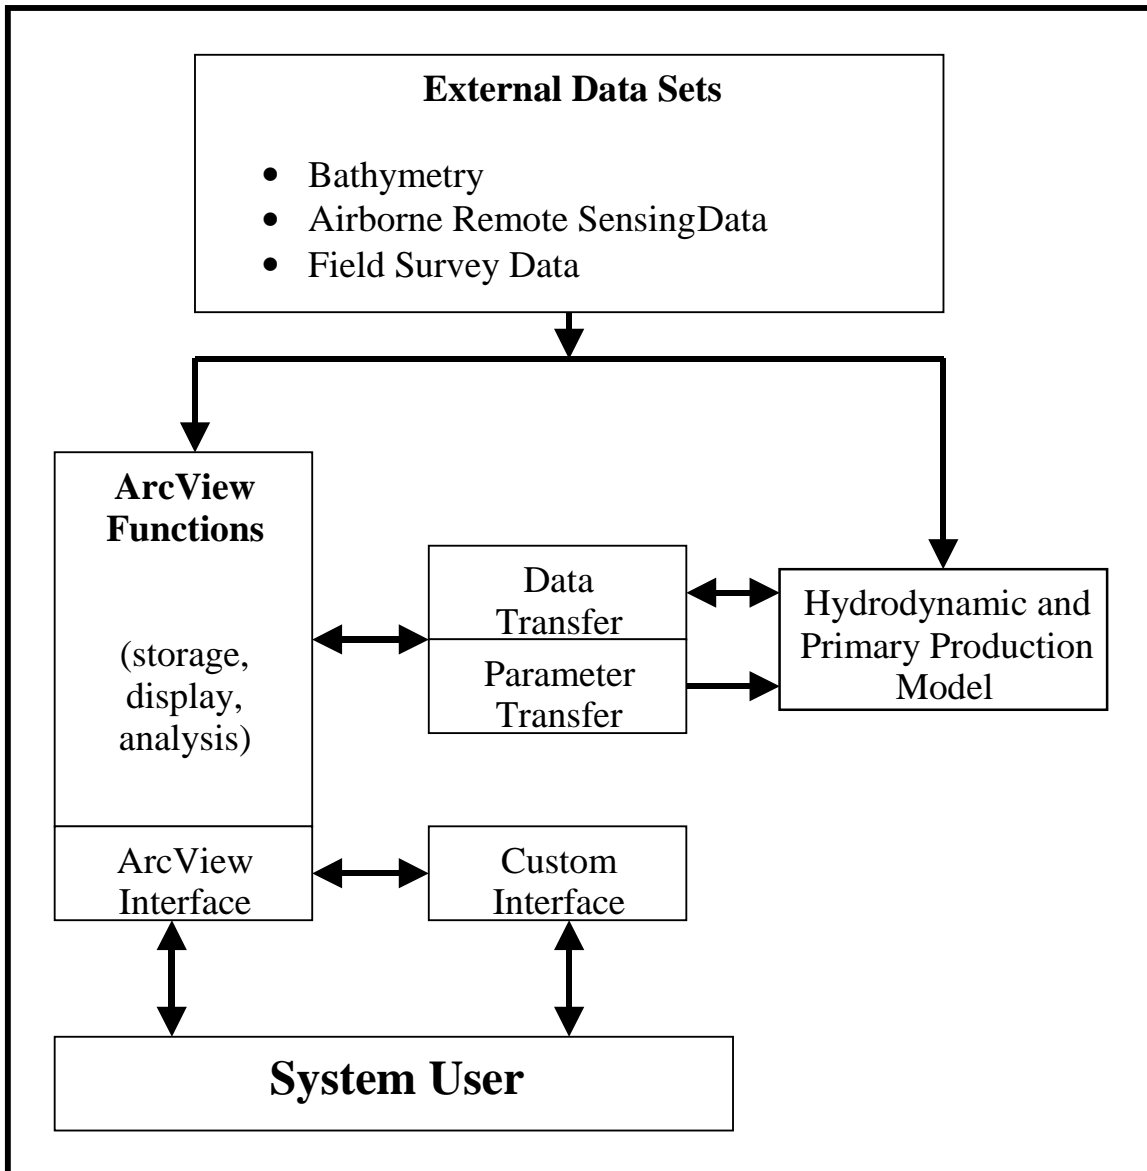 External Data Sets
• Bathymetry
• Airborne Remote SensingData
• Field Survey Data
ArcView
Functions
(storage,
display,
analysis)
Data
Transfer
Parameter
Transfer
Hydrodynamic and
Primary Production
Model
ArcView
Interface
Custom
Interface
System User